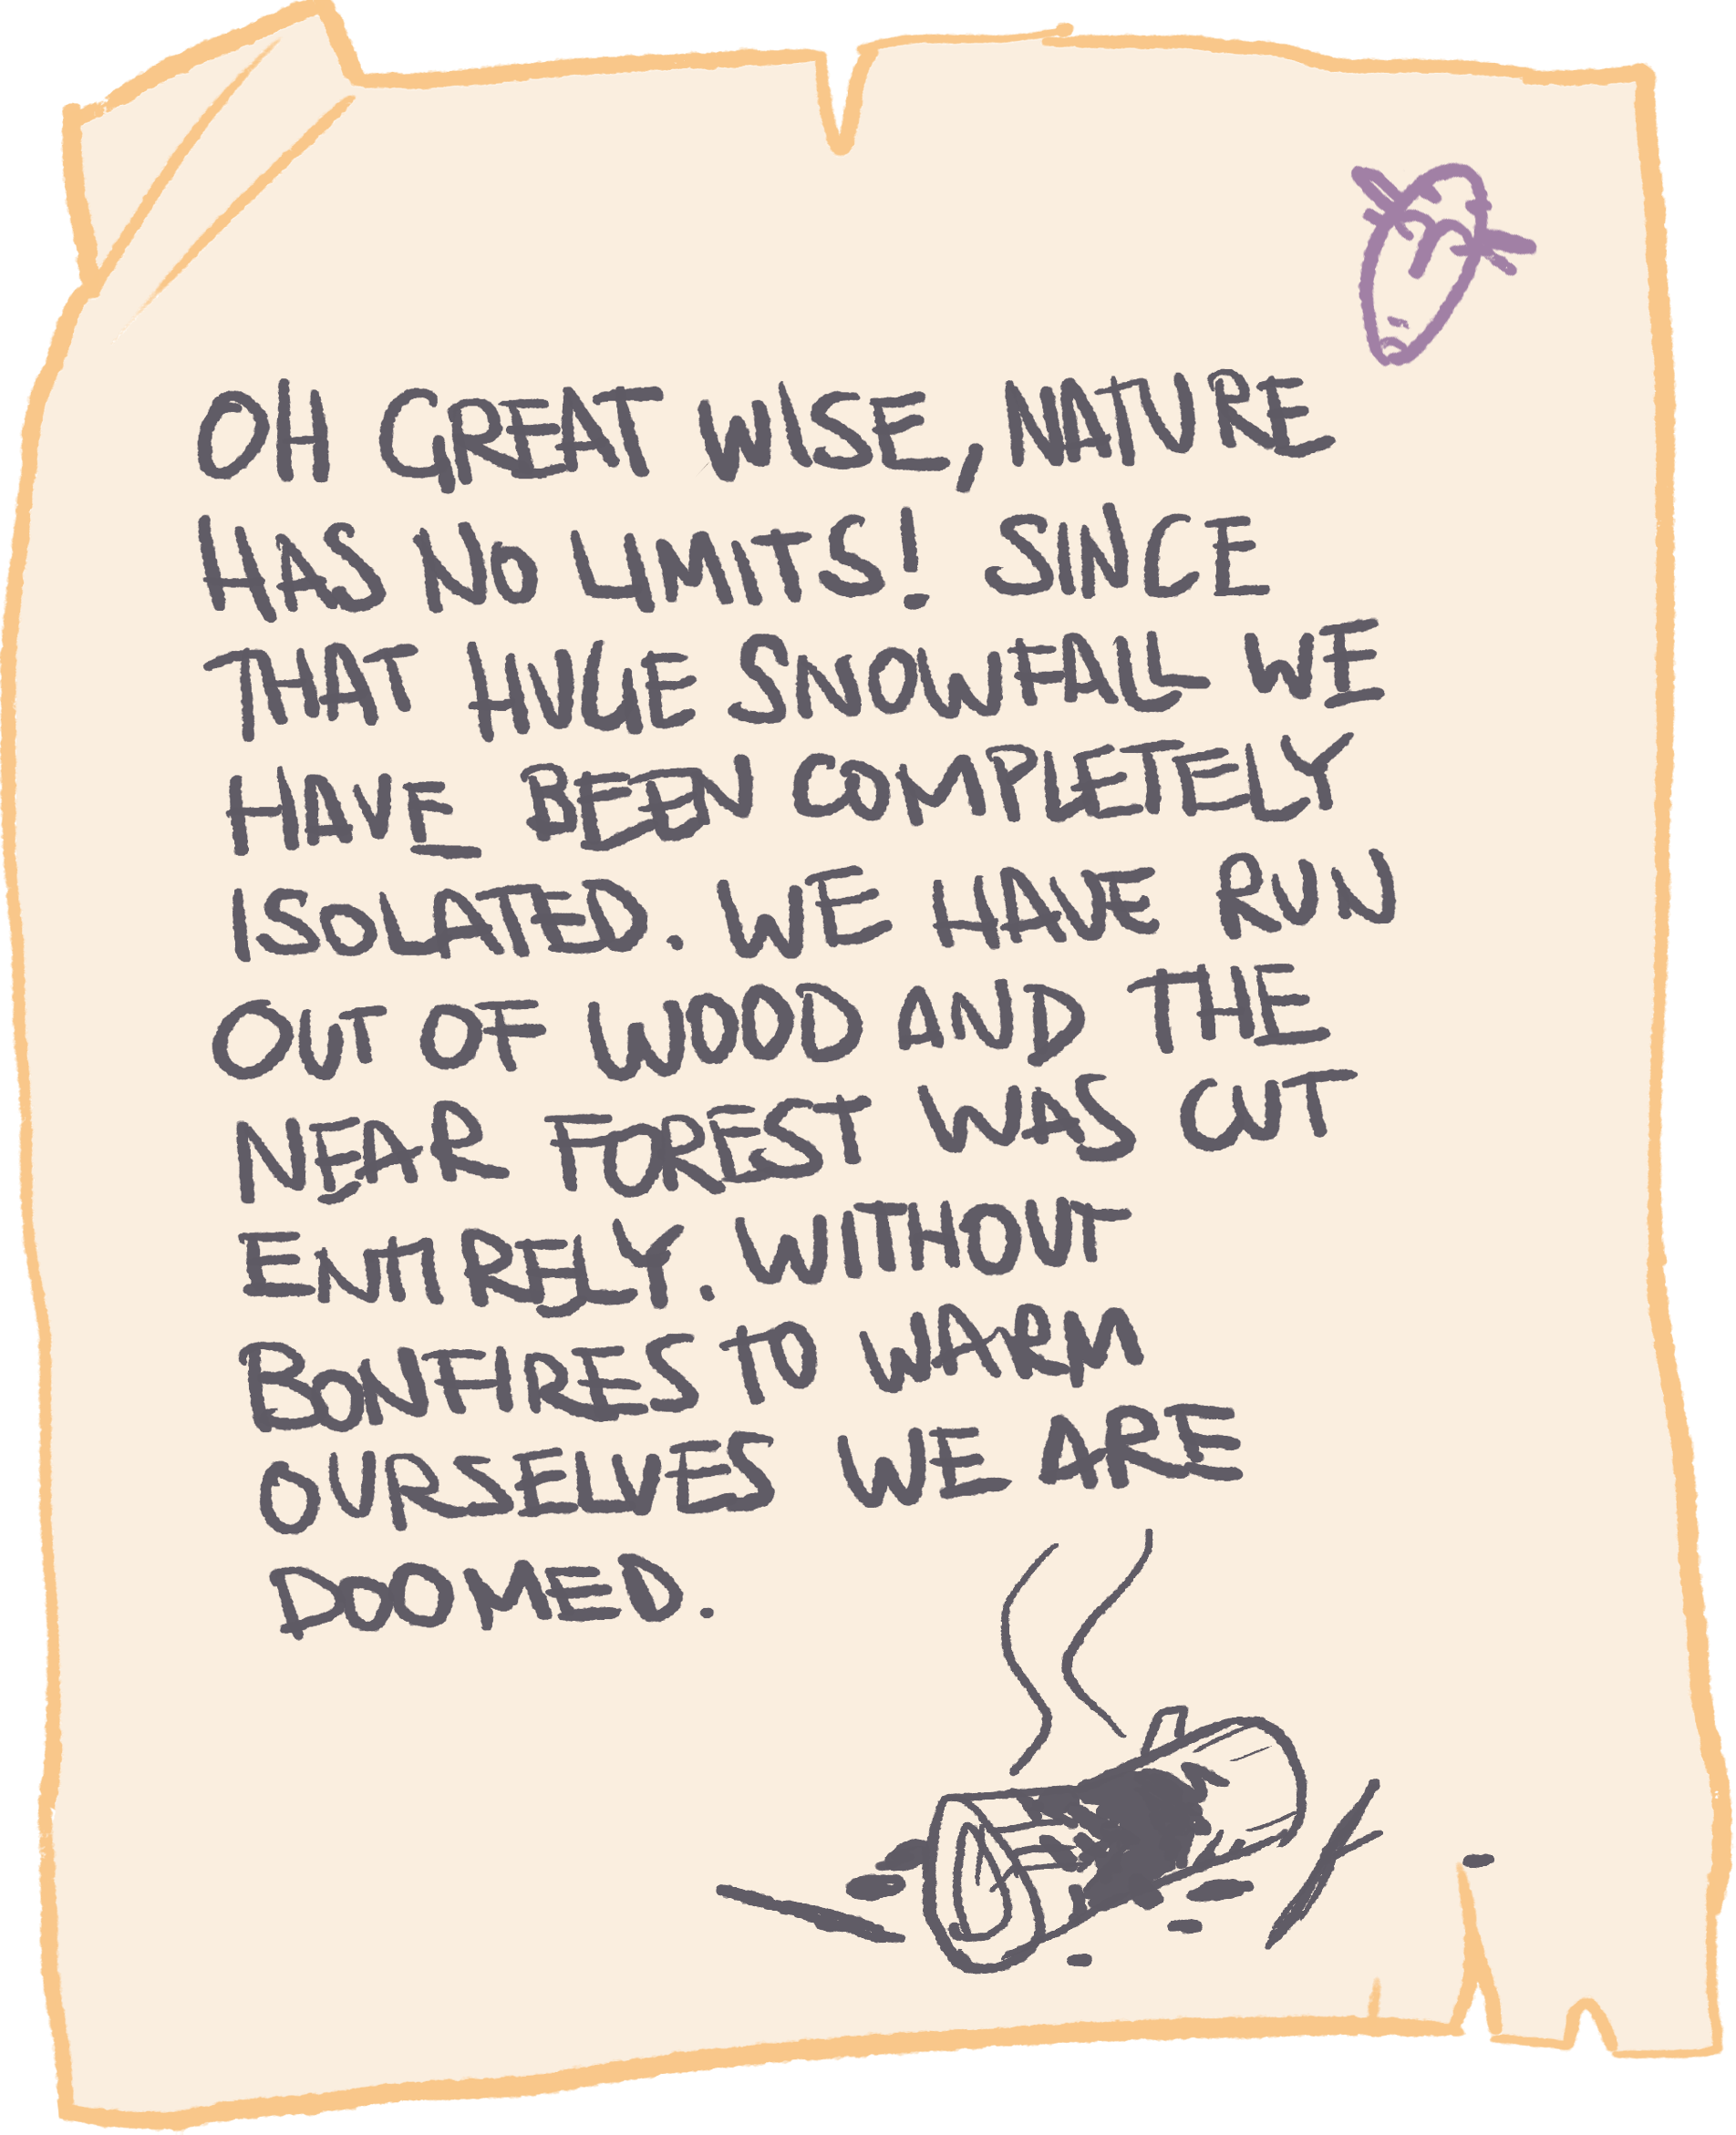 OH GREAT WISE, NATURE
HAS NO LIMITS! SINCE
THAT HUGE SNOWFALL WE
HAVE BEEN COMPLETELY
ISOLATED. WE HAVE RUN
OUT OF WOOD AND THE
NEAR FOREST WAS CUT
ENTIRELY. WITHOUT
BONFIRES TO WARM
OURSELVES WE ARE
DOOMED.